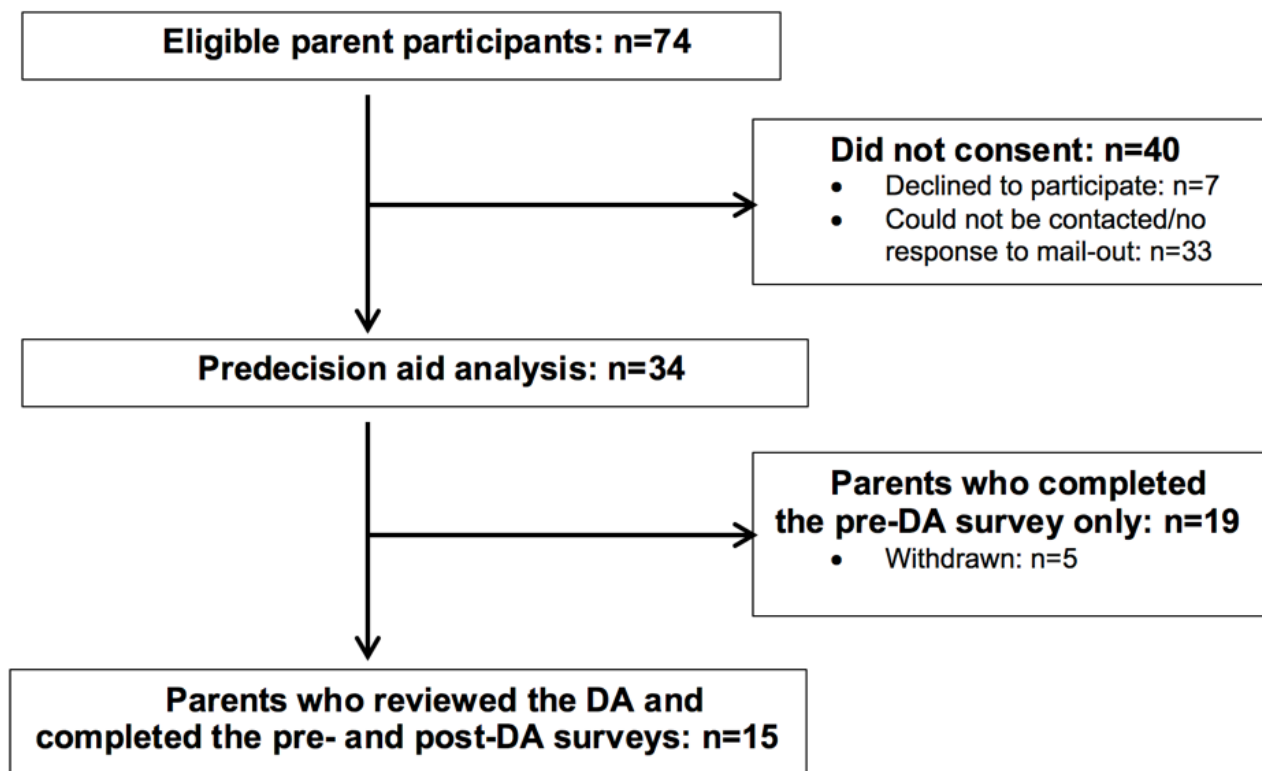 Eligible parent participants: n=74
Did not consent: n=40
• Declined to participate: n=7
• Could not be contacted/no
response to mail-out: n=33
Predecision aid analysis: n=34
Parents who completed
the pre-DA survey only: n=19
• Withdrawn: n=5
Parents who reviewed the DA and
completed the pre- and post-DA surveys: n=15